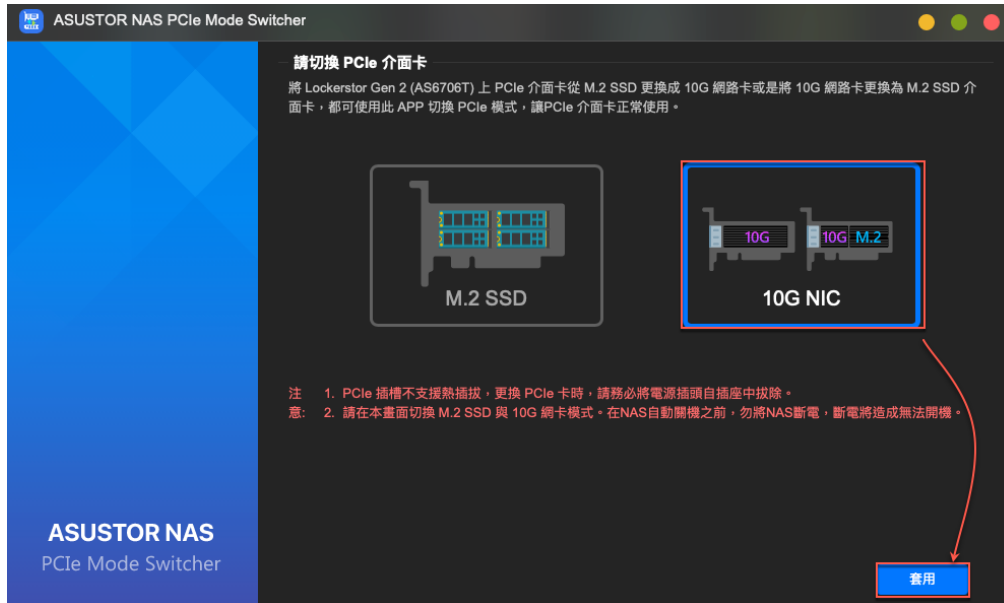 ASUSTOR NAS PCIe Mode Switcher
請切換 PCIe 介面卡
將 Lockerstor Gen 2 (AS6706T) 上 PCIe 介面卡從 M.2 SSD 更換成 10G 網路卡或是將 10G 網路卡更換為 M.2 SSD 介
面卡，都可使用此 APP 切換 PCIe 模式，讓PCIe 介面卡正常使用。
10G
10G M.2
M.2 SSD
10G NIC
注 1. PCIe 插槽不支援熱插拔，更換 PCIe 卡時，請務必將電源插頭自插座中拔除。
意: 2. 請在本畫面切換 M.2 SSD 與 10G 網卡模式。在NAS自動關機之前，勿將NAS斷電，斷電將造成無法開機。
ASUSTOR NAS
PCIe Mode Switcher
套用